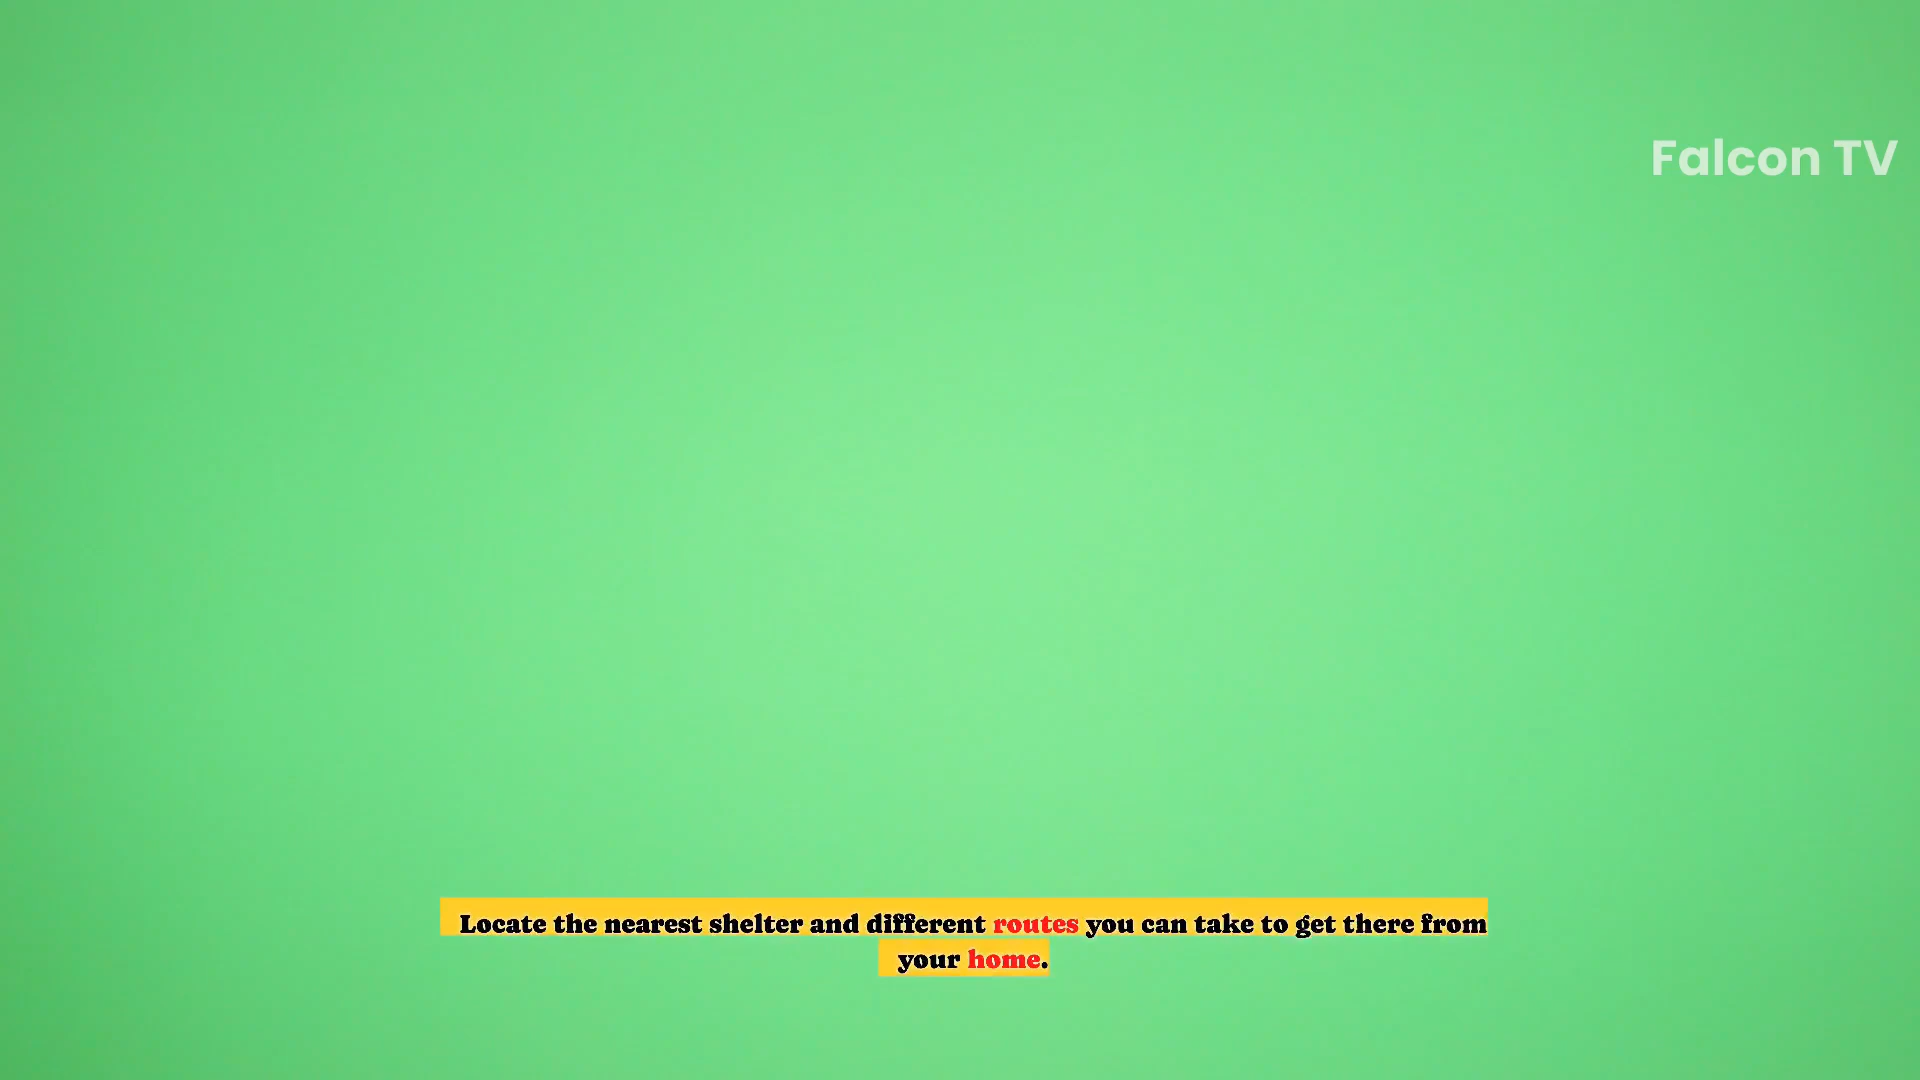 Falcon TV
Locate the nearest shelter and different routes you can take to get there from
your home.